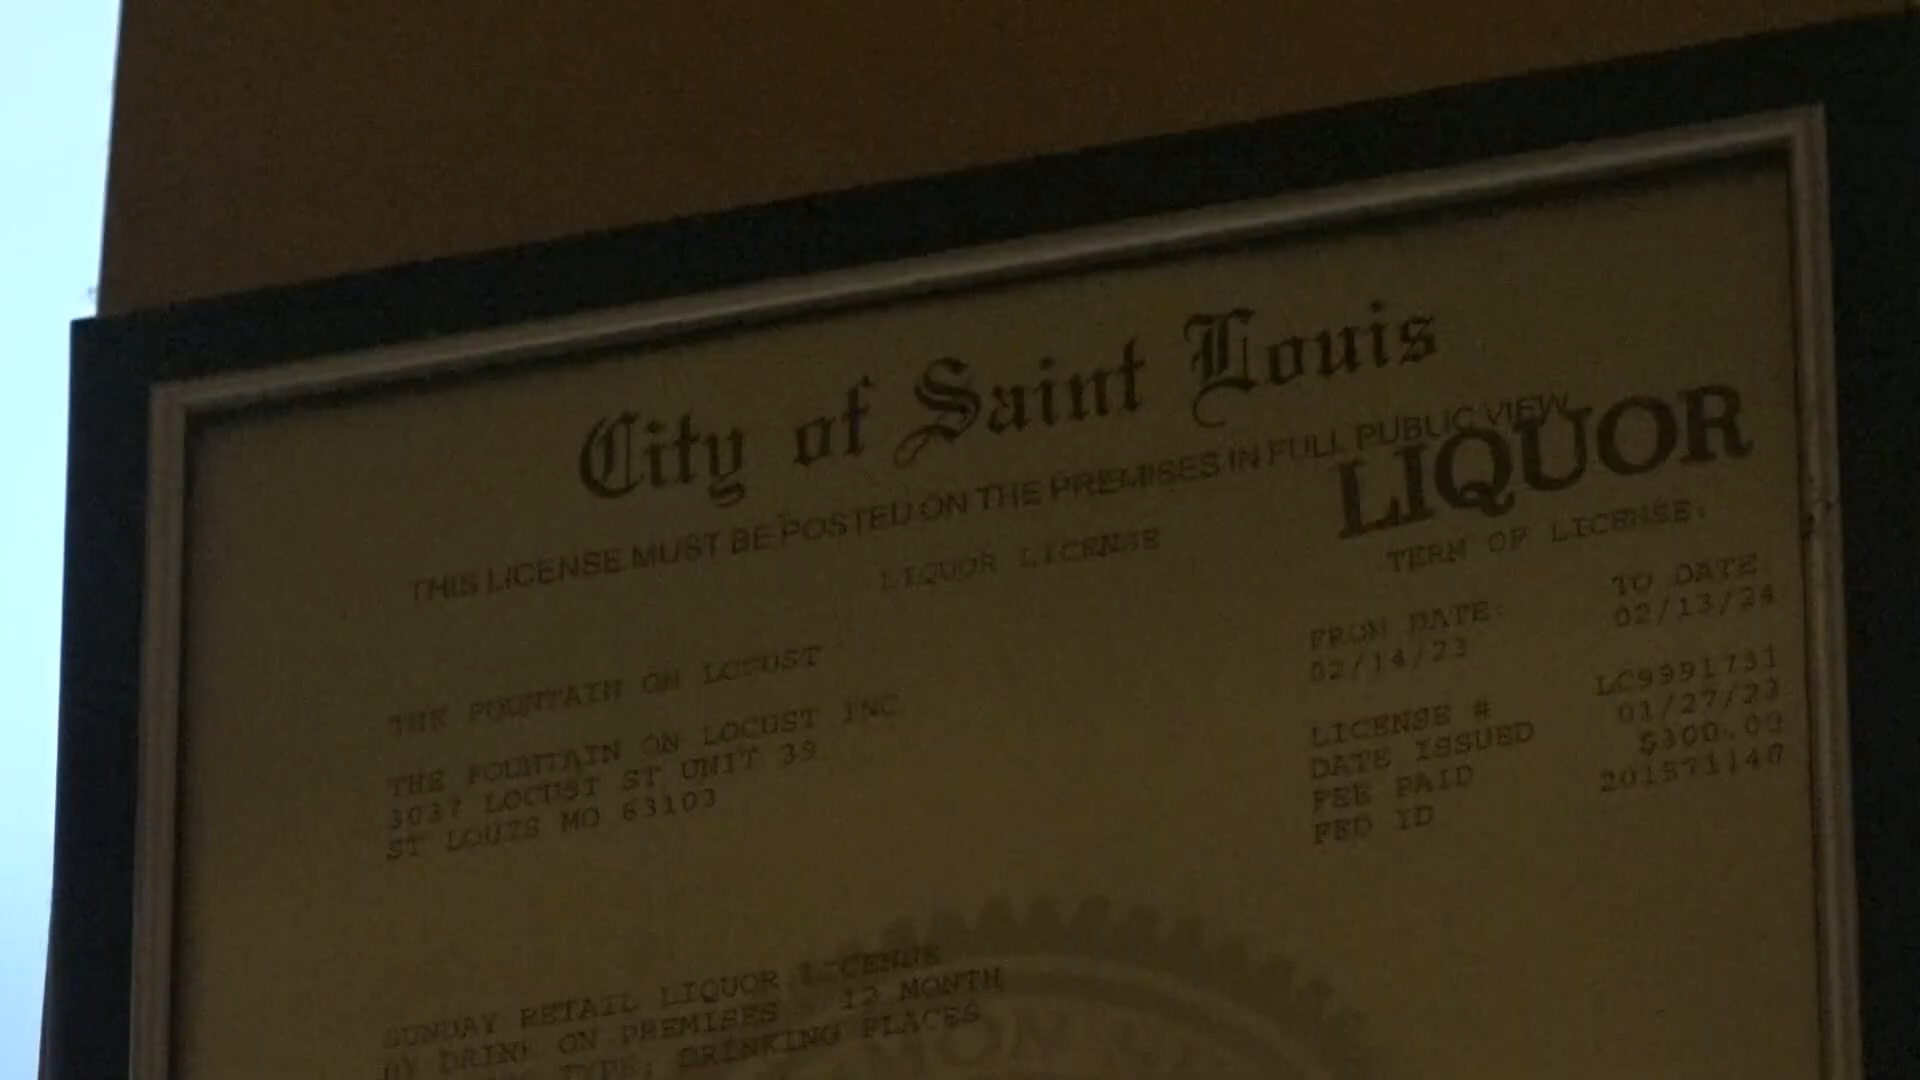 City of Saint Louis
THIS LICENSE MUST BE POSTED ON THE PREMISES IN FULL PUBLIC VIEW
LIQUOR
LIQUOR LICENSE
TERM OF LICENSE:
FROM DATE: TO DATE
02/14/23 02/13/24
THE FOUNTAIN ON LOCUST
THE FOUNTAIN ON LOCUST INC
3037 LOCUST ST UNIT 39
ST LOUIS MO 63103
LICENSE # LC9991731
DATE ISSUED 01/27/23
FEE PAID $300.00
FED ID
SUNDAY RETAIL LIQUOR LICENSE
BY DRINK ON PREMISES - 12 MONTH
TYPE: DRINKING PLACES